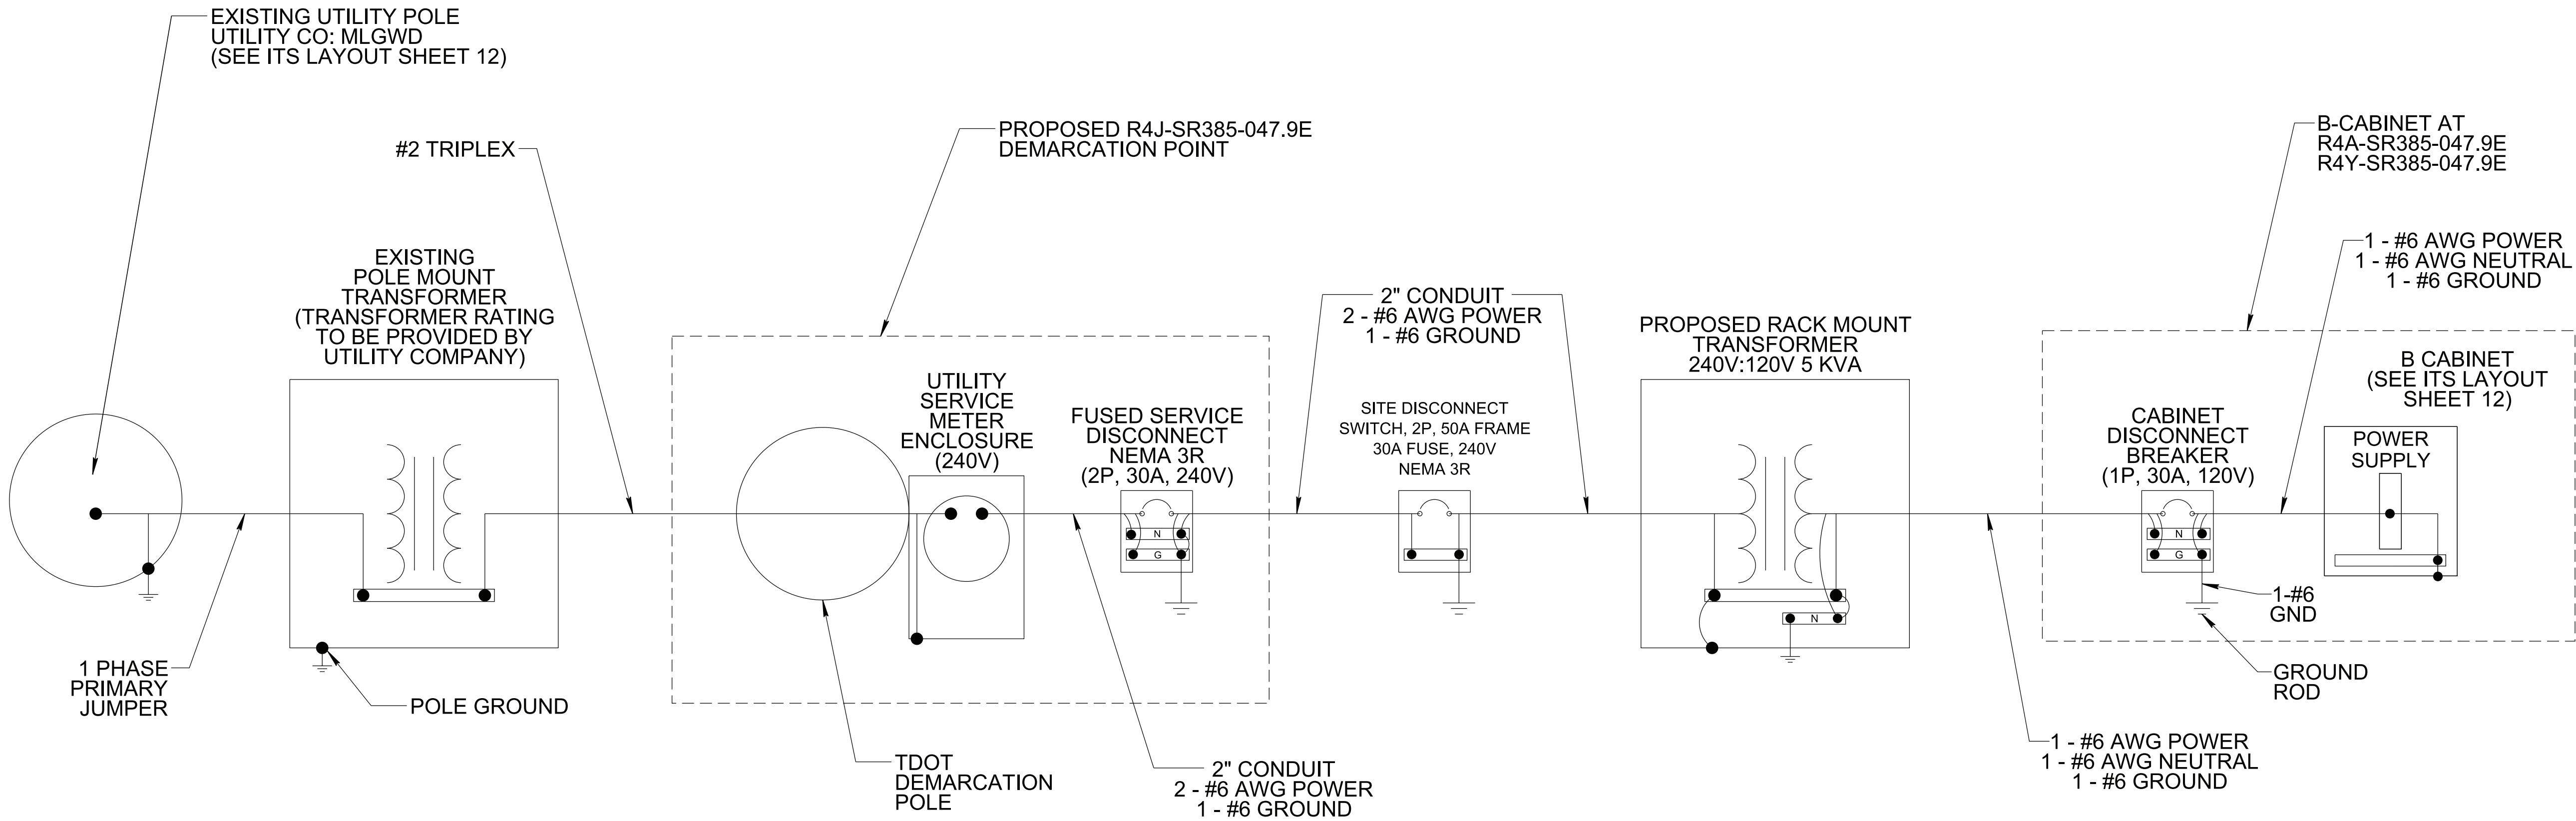 EXISTING UTILITY POLE
UTILITY CO: MLGWD
(SEE ITS LAYOUT SHEET 12)
#2 TRIPLEX
PROPOSED R4J-SR385-047.9E
DEMARCATION POINT
B-CABINET AT
R4A-SR385-047.9E
R4Y-SR385-047.9E
EXISTING
POLE MOUNT
TRANSFORMER
(TRANSFORMER RATING
TO BE PROVIDED BY
UTILITY COMPANY)
2" CONDUIT
2 - #6 AWG POWER
1 - #6 GROUND
1 - #6 AWG POWER
1 - #6 AWG NEUTRAL
1 - #6 GROUND
UTILITY
SERVICE
METER
ENCLOSURE
(240V)
FUSED SERVICE
DISCONNECT
NEMA 3R
(2P, 30A, 240V)
N
G
SITE DISCONNECT
SWITCH, 2P, 50A FRAME
30A FUSE, 240V
NEMA 3R
PROPOSED RACK MOUNT
TRANSFORMER
240V:120V 5 KVA
N
CABINET
DISCONNECT
BREAKER
(1P, 30A, 120V)
N
G
B CABINET
(SEE ITS LAYOUT
SHEET 12)
POWER
SUPPLY
1-#6
GND
GROUND
ROD
1 PHASE
PRIMARY
JUMPER
POLE GROUND
TDOT
DEMARCATION
POLE
2" CONDUIT
2 - #6 AWG POWER
1 - #6 GROUND
1 - #6 AWG POWER
1 - #6 AWG NEUTRAL
1 - #6 GROUND